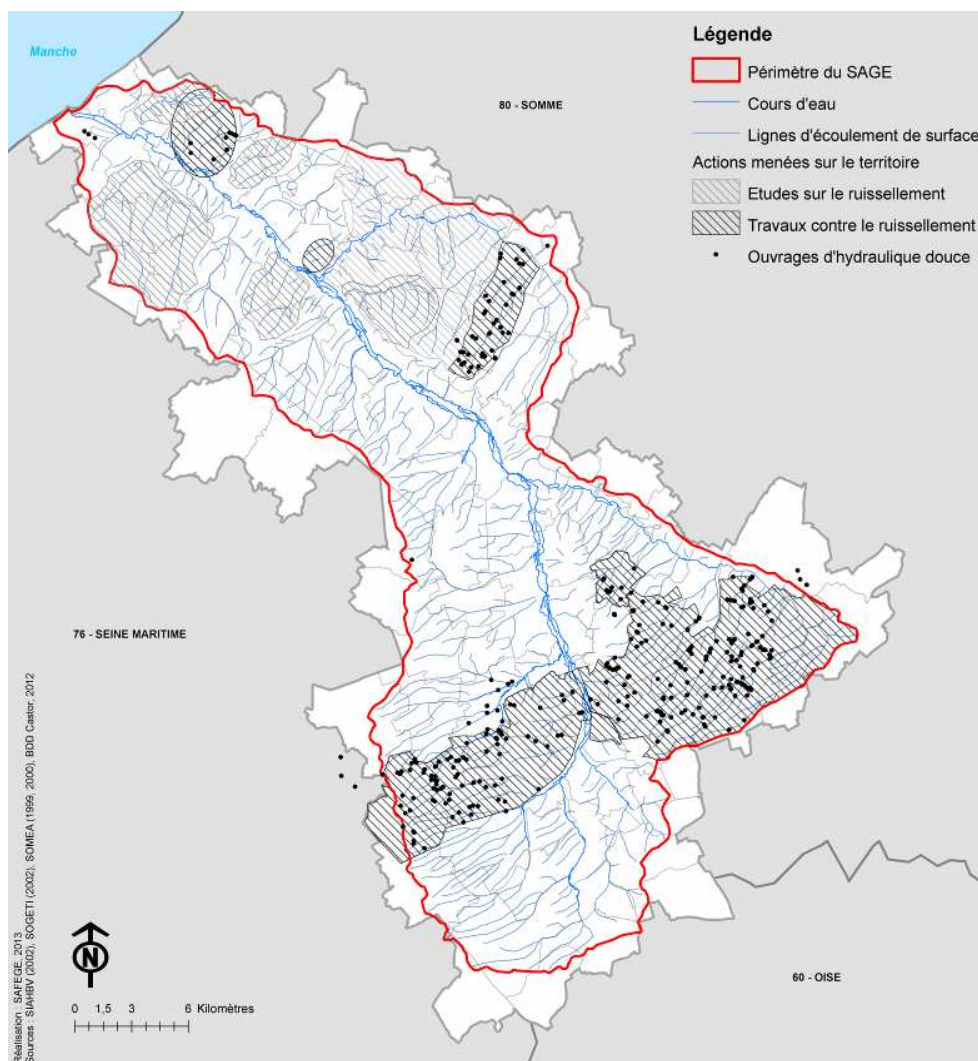 Manche
80 - SOMME
Légende
Périmètre du SAGE
Cours d'eau
Lignes d'écoulement de surface
Actions menées sur le territoire
Etudes sur le ruissellement
Travaux contre le ruissellement
Ouvrages d'hydraulique douce
76 - SEINE MARITIME
60 - OISE
N
0 1,5 3 6 Kilomètres
Réalisation : SAFEGE, 2013
Sources : SIAHBV (2002), SOGETI (2002), SOMEA (1999, 2000), BDD Castor, 2012